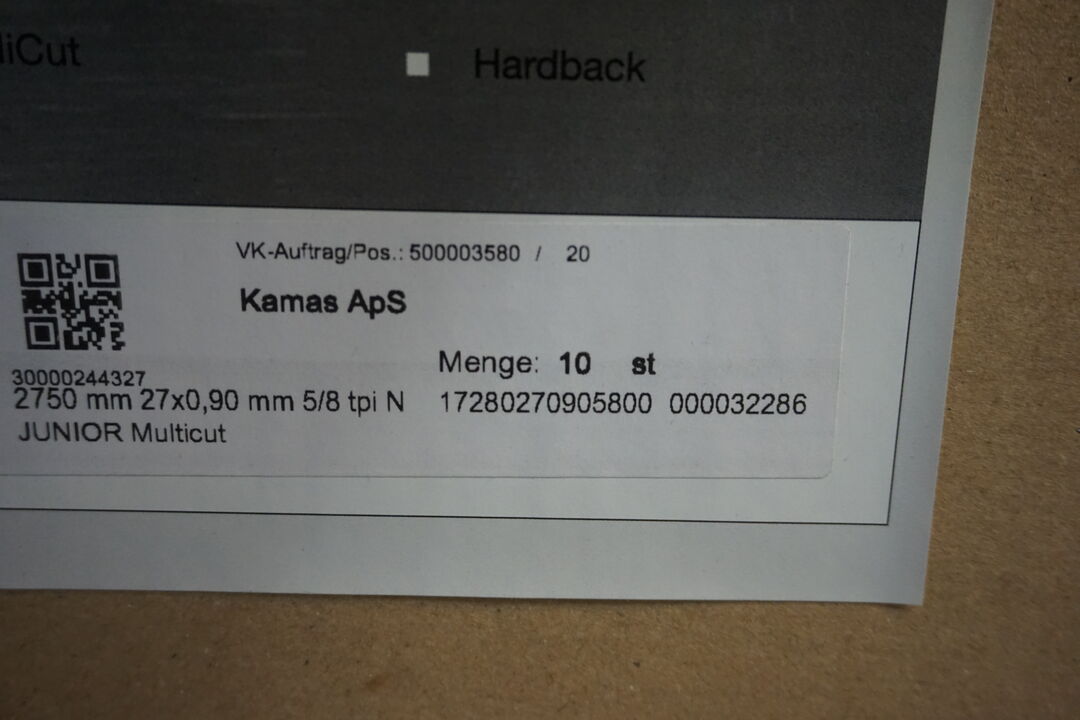 liCut
Hardback
VK-Auftrag/Pos.: 500003580 / 20
Kamas ApS
Menge: 10 st
30000244327
2750 mm 27x0,90 mm 5/8 tpi N 17280270905800 000032286
JUNIOR Multicut